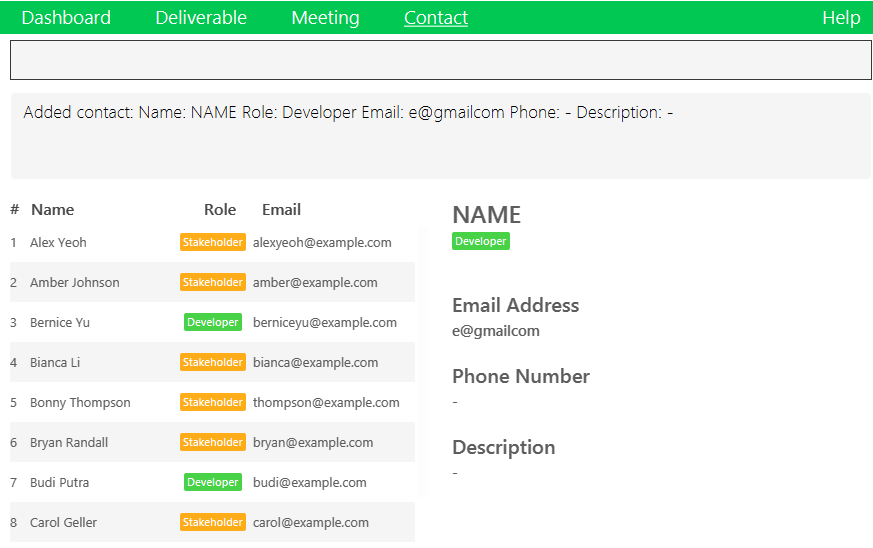 Dashboard Deliverable Meeting Contact Help
Added contact: Name: NAME Role: Developer Email: e@gmailcom Phone: - Description: -
# Name Role Email
1 Alex Yeoh Stakeholder alexyeoh@example.com
2 Amber Johnson Stakeholder amber@example.com
3 Bernice Yu Developer berniceyu@example.com
4 Bianca Li Stakeholder bianca@example.com
5 Bonny Thompson Stakeholder thompson@example.com
6 Bryan Randall Stakeholder bryan@example.com
7 Budi Putra Developer budi@example.com
8 Carol Geller Stakeholder carol@example.com
NAME
Developer
Email Address
e@gmailcom
Phone Number
-
Description
-